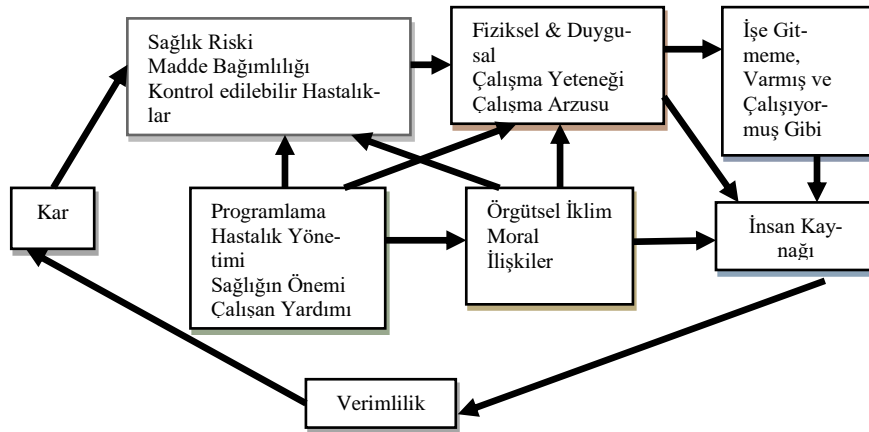 Sağlık Riski
Madde Bağımlılığı
Kontrol edilebilir Hastalık-
lar
Fiziksel & Duygu-
sal
Çalışma Yeteneği
Çalışma Arzusu
İşe Git-
meme,
Varmış ve
Çalışıyor-
muş Gibi
Kar
Programlama
Hastalık Yöne-
timi
Sağlığın Önemi
Çalışan Yardımı
Örgütsel İklim
Moral
İlişkiler
İnsan Kay-
nağı
Verimlilik